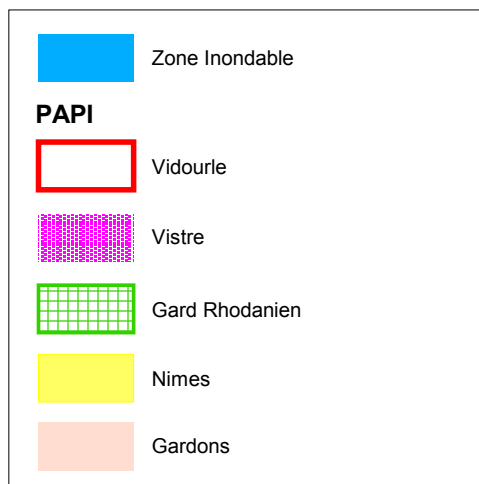 Zone Inondable
PAPI
Vidourle
Vistre
Gard Rhodanien
Nimes
Gardons